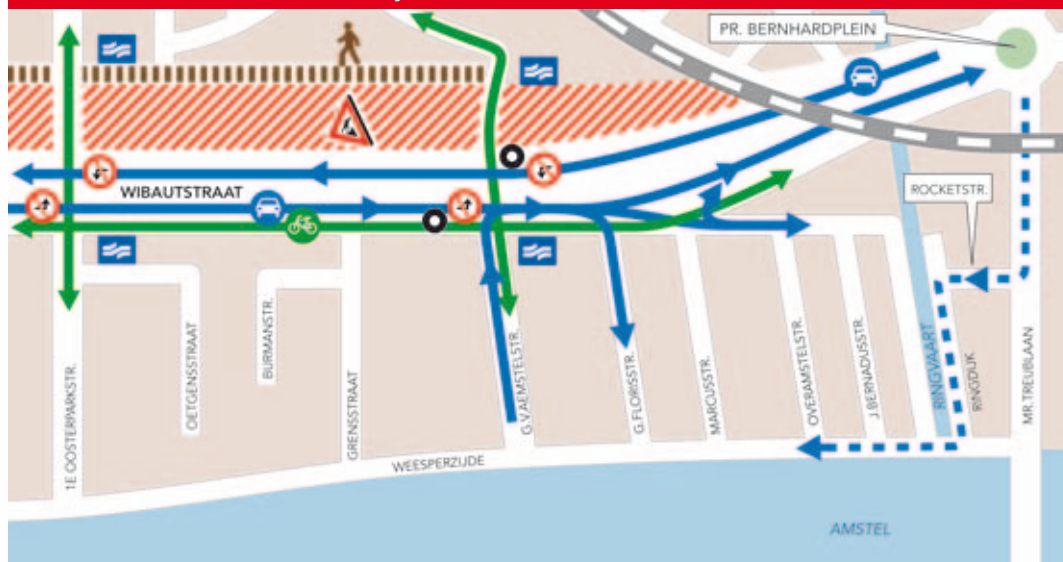 PR. BERNHARDPLEIN
WIBAUTSTRAAT
ROCKETSTR.
1E OOSTERPARKSTR.
OETGENSSTRAAT
BURMANSTR.
GRENSSTRAAT
G.V.AEMSTELSTR.
G.FLORISSTR.
MARCUSSTR.
OVERAMSTELSTR.
J.BERNADUSSTR.
RINGVAART
RINGDIJK
MR.TREUBLAAN
WEESPERZIJDE
AMSTEL